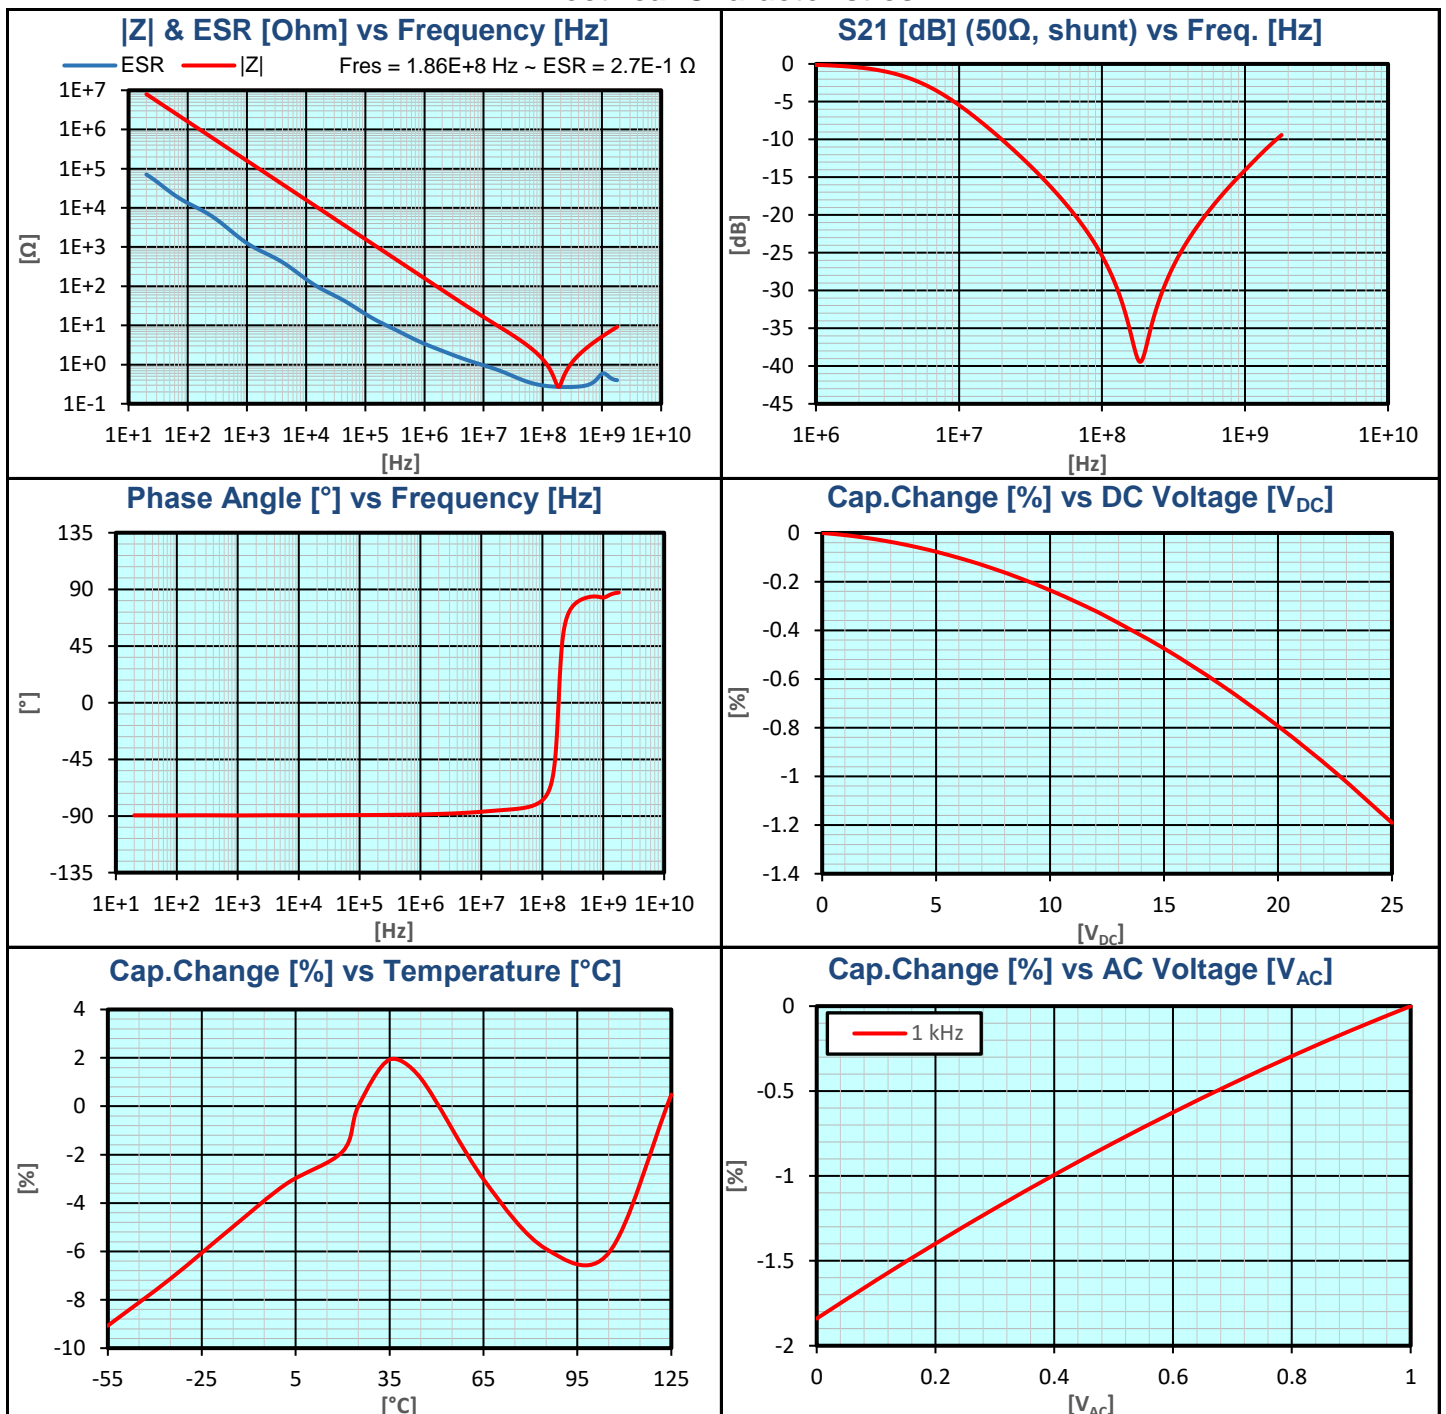 |Z| & ESR [Ohm] vs Frequency [Hz]
ESR |Z| Fres = 1.86E+8 Hz ~ ESR = 2.7E-1 Ω
1E+7
1E+6
1E+5
1E+4
1E+3
1E+2
1E+1
1E+0
1E-1
[Ω]
1E+1 1E+2 1E+3 1E+4 1E+5 1E+6 1E+7 1E+8 1E+9 1E+10
[Hz]
S21 [dB] (50Ω, shunt) vs Freq. [Hz]
0
-5
-10
-15
-20
-25
-30
-35
-40
-45
[dB]
1E+6 1E+7 1E+8 1E+9 1E+10
[Hz]
Phase Angle [°] vs Frequency [Hz]
135
90
45
0
-45
-90
-135
[°]
1E+1 1E+2 1E+3 1E+4 1E+5 1E+6 1E+7 1E+8 1E+9 1E+10
[Hz]
Cap.Change [%] vs DC Voltage [VDC]
0
-0.2
-0.4
-0.6
-0.8
-1
-1.2
-1.4
[%]
0 5 10 15 20 25
[VDC]
Cap.Change [%] vs Temperature [°C]
4
2
0
-2
-4
-6
-8
-10
[%]
-55 -25 5 35 65 95 125
[°C]
Cap.Change [%] vs AC Voltage [VAC]
1 kHz
0
-0.5
-1
-1.5
-2
[%]
0 0.2 0.4 0.6 0.8 1
[VAC]